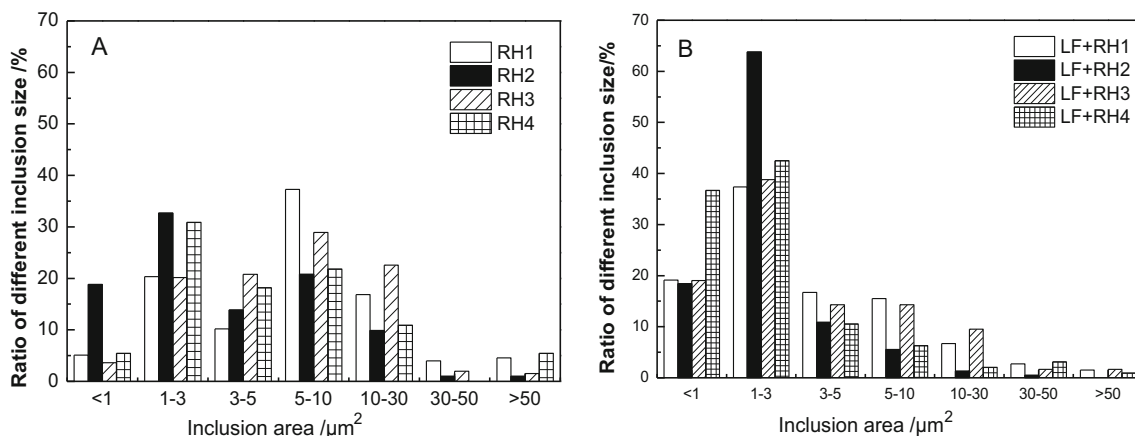 A
RH1
RH2
RH3
RH4
Ratio of different inclusion size /%
70
60
50
40
30
20
10
0
<1 1-3 3-5 5-10 10-30 30-50 >50
Inclusion area /µm²
B
LF+RH1
LF+RH2
LF+RH3
LF+RH4
Ratio of different inclusion size/%
70
60
50
40
30
20
10
0
<1 1-3 3-5 5-10 10-30 30-50 >50
Inclusion area /µm²